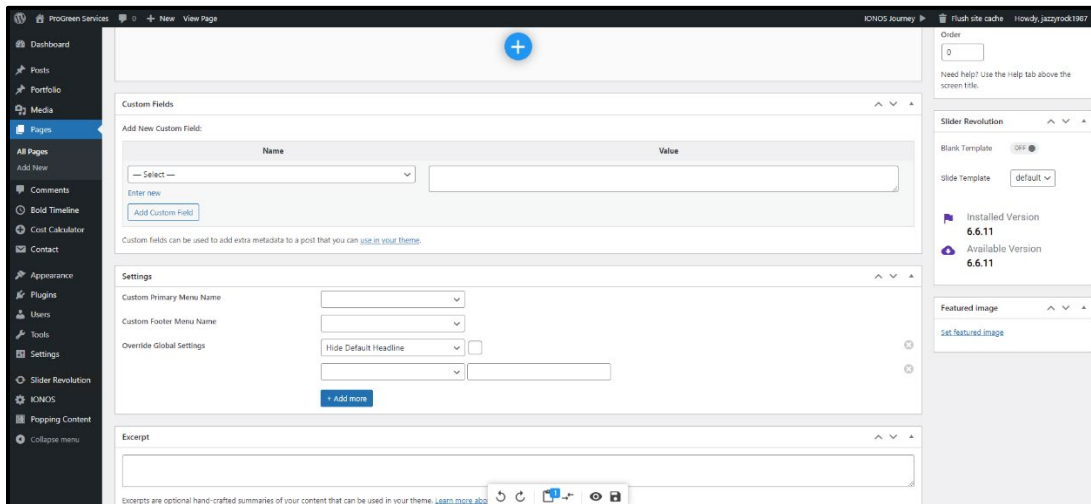 ProGreen Services 0 + New View Page IONOS Journey Flush site cache Howdy, jazzyrock1987
Dashboard
Posts
Portfolio
Media
Pages
All Pages
Add New
Comments
Bold Timeline
Cost Calculator
Contact
Appearance
Plugins
Users
Tools
Settings
Slider Revolution
IONOS
Popping Content
Collapse menu
Custom Fields
Add New Custom Field:
Name Value
— Select —
Enter new
Add Custom Field
Custom fields can be used to add extra metadata to a post that you can use in your theme.
Settings
Custom Primary Menu Name
Custom Footer Menu Name
Override Global Settings Hide Default Headline
+ Add more
Excerpt
Excerpts are optional hand-crafted summaries of your content that can be used in your theme. Learn more abo
1
Order
0
Need help? Use the Help tab above the
screen title.
Slider Revolution
Blank Template OFF
Slide Template default
Installed Version
6.6.11
Available Version
6.6.11
Featured image
Set featured image